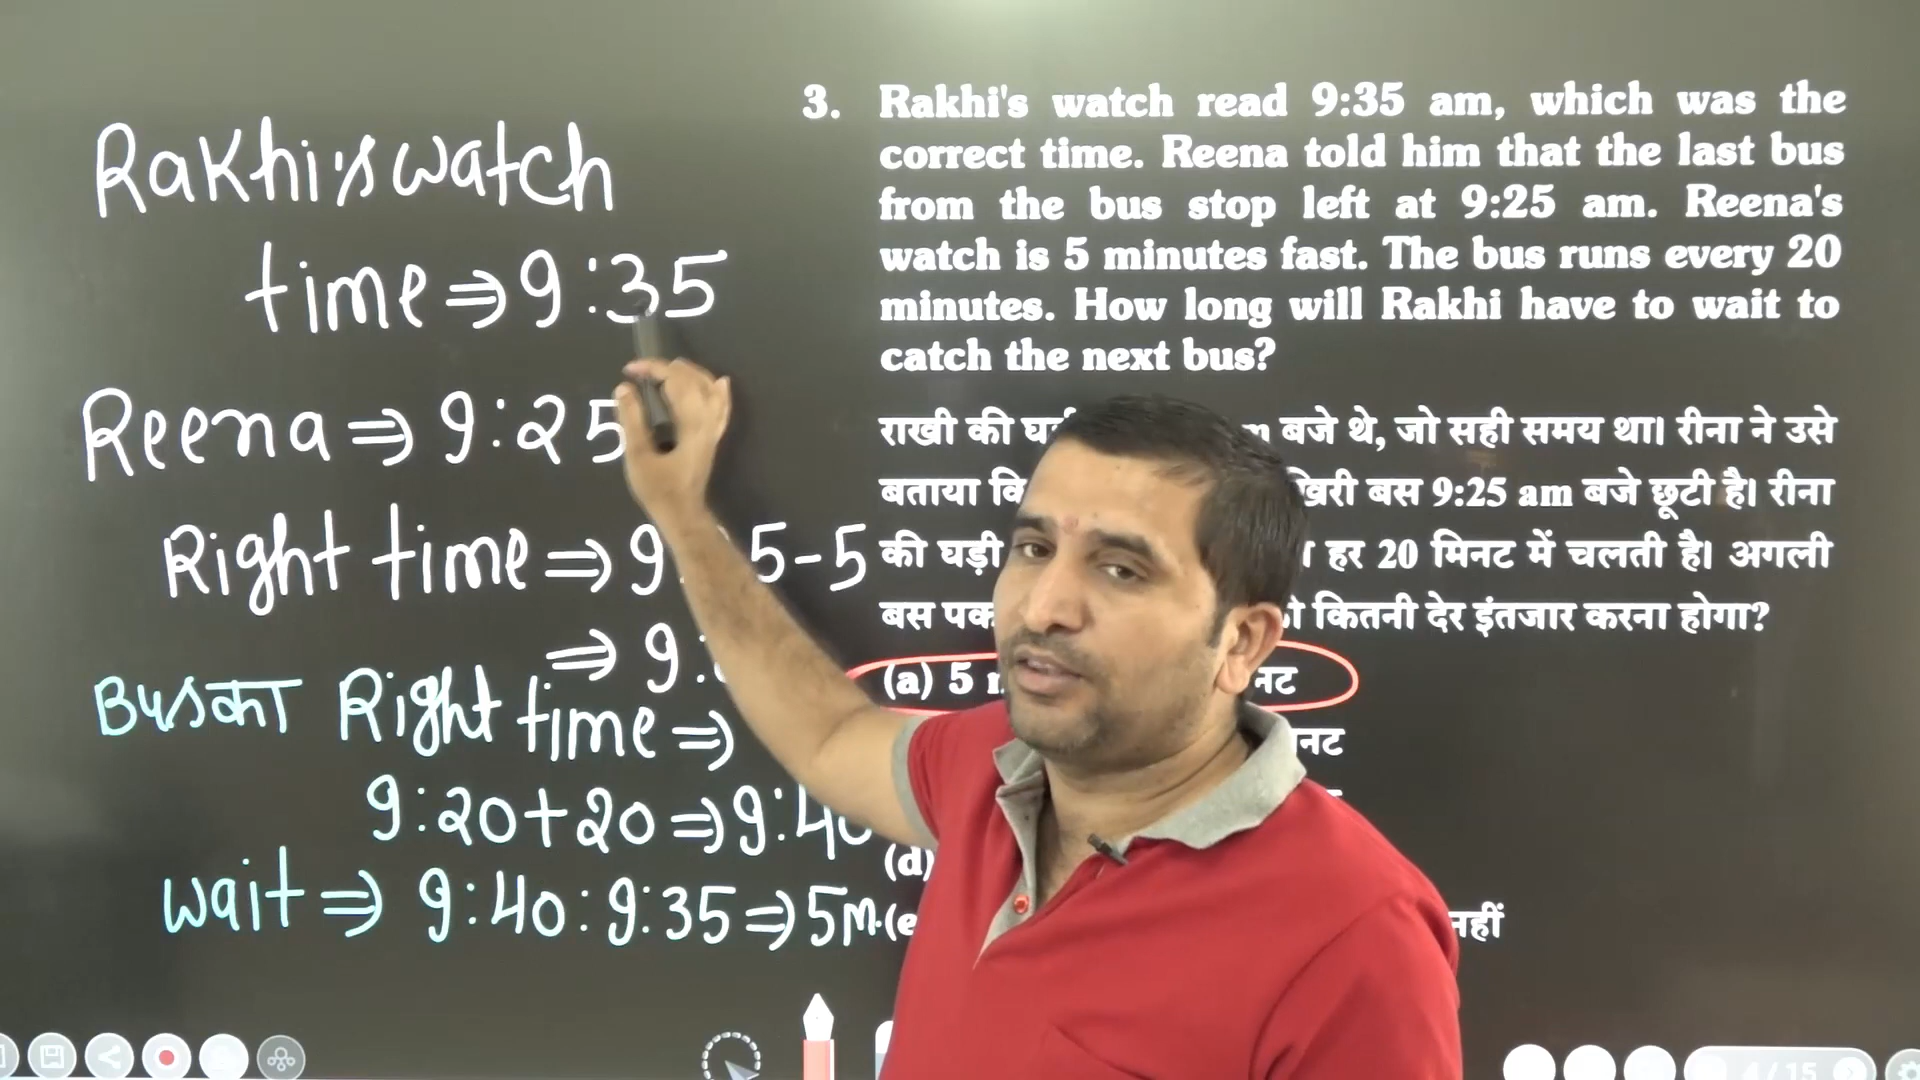 Rakhi's watch
time ⇒ 9:35
Reena ⇒ 9:25
Right time ⇒ 9: 5-5
⇒ 9:
Busका Right time ⇒
9:20+20 ⇒ 9:40
wait ⇒ 9:40:9:35 ⇒ 5m.
3. Rakhi's watch read 9:35 am, which was the
correct time. Reena told him that the last bus
from the bus stop left at 9:25 am. Reena's
watch is 5 minutes fast. The bus runs every 20
minutes. How long will Rakhi have to wait to
catch the next bus?
राखी की बजे थे, जो सही समय था। रीना ने उसे
बताया बस 9:25 am बजे छूटी है। रीना
की घड़ी हर 20 मिनट में चलती है। अगली
बस कितनी देर इंतजार करना होगा?
(a) 5
(d)
(e नहीं
/15